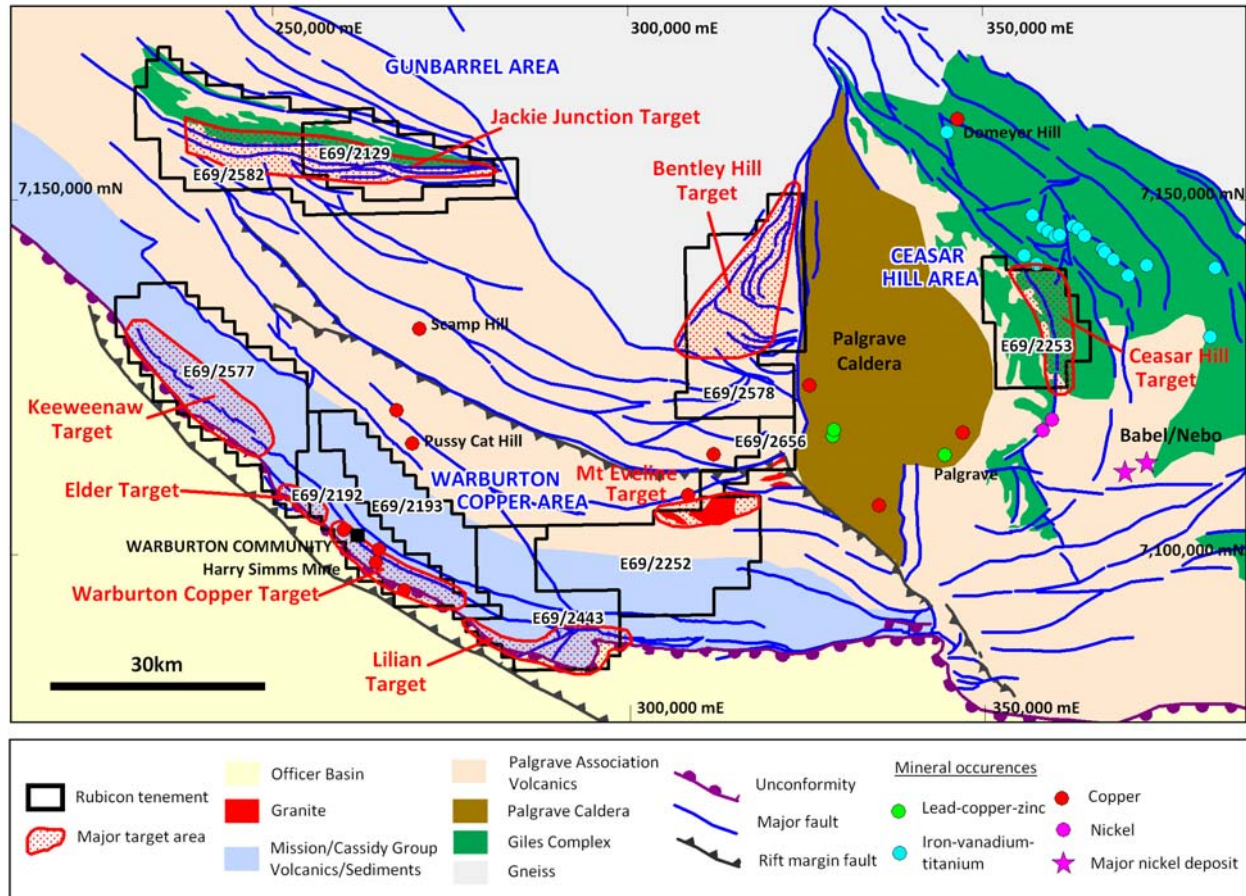 250,000 mE
300,000 mE
350,000 mE
GUNBARREL AREA
Jackie Junction Target
Domeyer Hill
E69/2129
E69/2582
Bentley Hill
Target
7,150,000 mN
7,150,000 mN
CEASAR
HILL AREA
Scamp Hill
Palgrave
Caldera
E69/2253
Ceasar Hill
Target
E69/2577
E69/2578
Keeweenaw
Target
Pussy Cat Hill
E69/2656
Babel/Nebo
WARBURTON
COPPER AREA
Mt Eveline
Target
Palgrave
Elder Target
E69/2192
E69/2193
WARBURTON COMMUNITY
Harry Simms Mine
7,100,000 mN
E69/2252
Warburton Copper Target
E69/2443
30km
Lilian
Target
300,000 mE
350,000 mE
Rubicon tenement
Major target area
Officer Basin
Granite
Mission/Cassidy Group
Volcanics/Sediments
Palgrave Association
Volcanics
Palgrave Caldera
Giles Complex
Gneiss
Unconformity
Major fault
Rift margin fault
Mineral occurences
Lead-copper-zinc
Iron-vanadium-
titanium
Copper
Nickel
Major nickel deposit